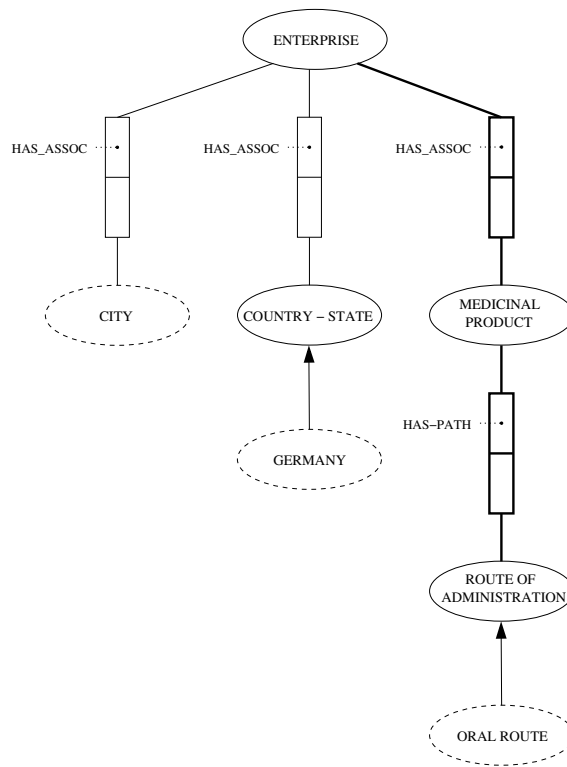 ENTERPRISE
HAS_ASSOC
HAS_ASSOC
HAS_ASSOC
CITY
COUNTRY − STATE
MEDICINAL
PRODUCT
HAS−PATH
GERMANY
ROUTE OF
ADMINISTRATION
ORAL ROUTE